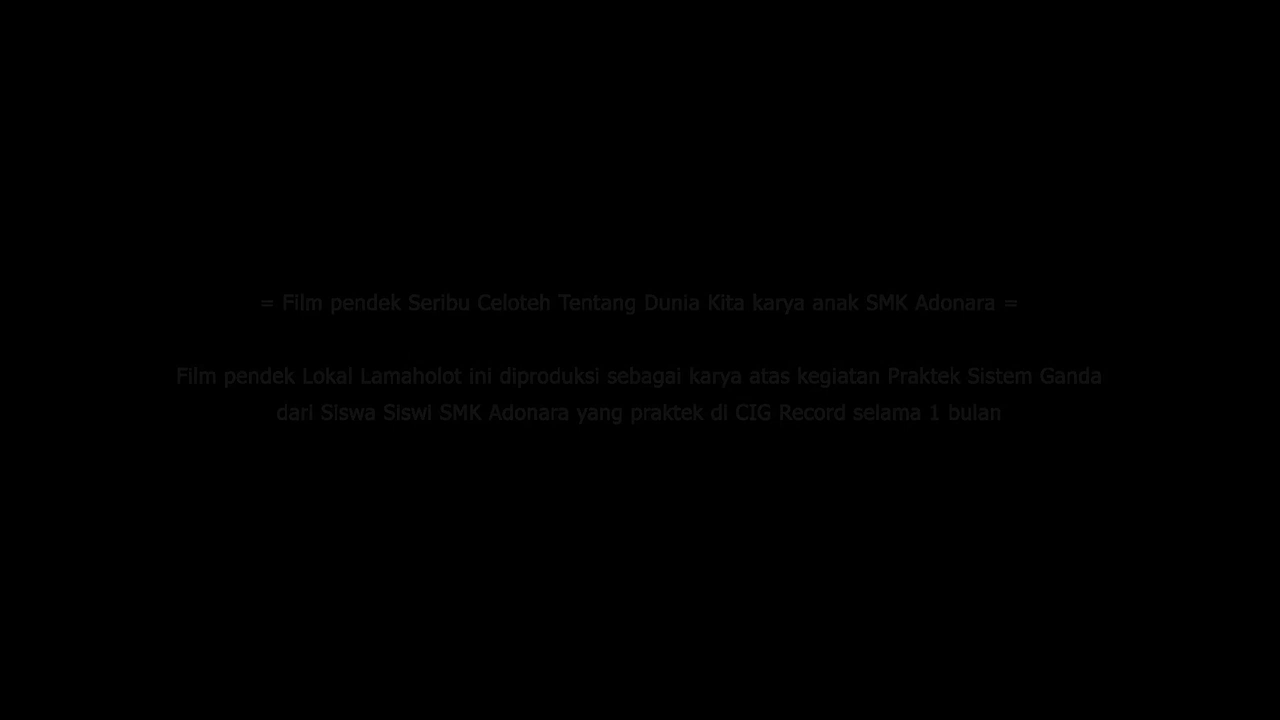 = Film pendek Seribu Celoteh Tentang Dunia Kita karya anak SMK Adonara =
Film pendek Lokal Lamaholot ini diproduksi sebagai karya atas kegiatan Praktek Sistem Ganda
dari Siswa Siswi SMK Adonara yang praktek di CIG Record selama 1 bulan